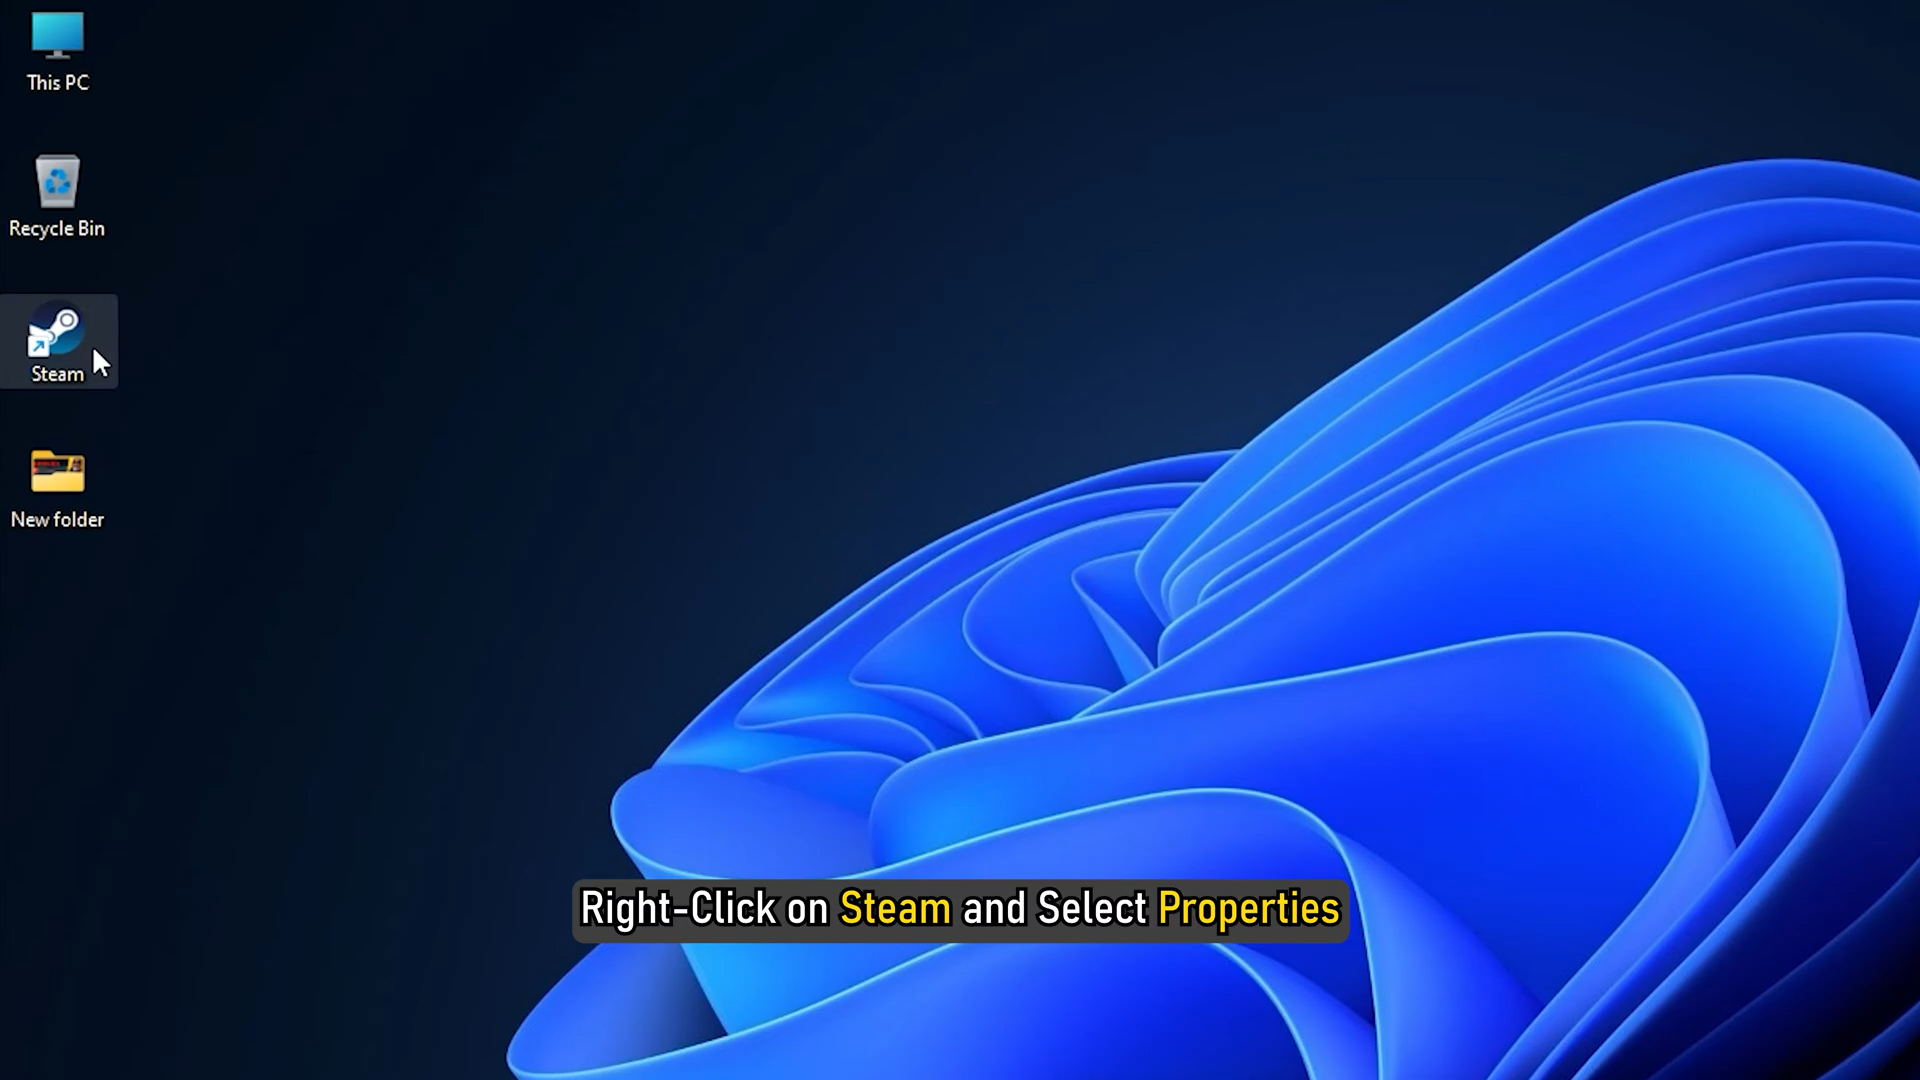 This PC
Recycle Bin
Steam
New folder
Right-Click on Steam and Select Properties